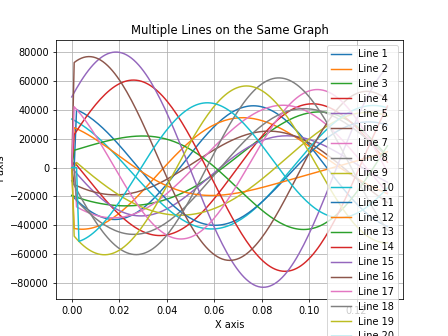 Multiple Lines on the Same Graph
80000
60000
40000
20000
0
−20000
−40000
−60000
−80000
0.00
0.02
0.04
0.06
0.08
0.10
X axis
Line 1
Line 2
Line 3
Line 4
Line 5
Line 6
Line 7
Line 8
Line 9
Line 10
Line 11
Line 12
Line 13
Line 14
Line 15
Line 16
Line 17
Line 18
Line 19
Line 20